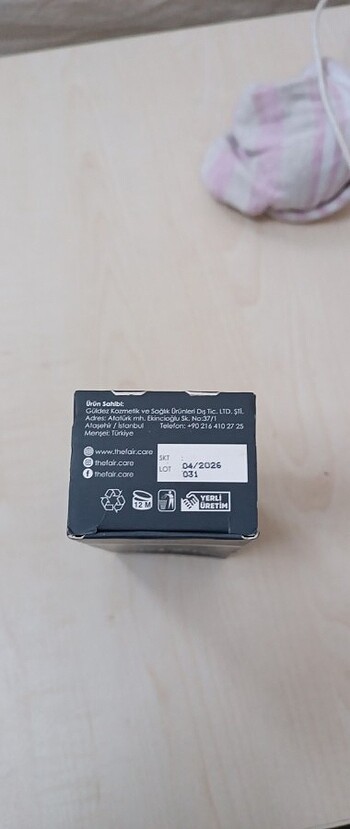 Ürün Sahibi:
Güldez Kozmetik ve Sağlık Ürünleri Dış Tic. LTD. ŞTİ.
Adres: Atatürk mah. Ekincioğlu Sk. No:37/1
Ataşehir / İstanbul Telefon: +90 216 410 27 25
Menşei: Türkiye
www.thefair.care
thefair.care
thefair.care
SKT :
LOT 04/2026
031
12 M
YERLİ
ÜRETİM